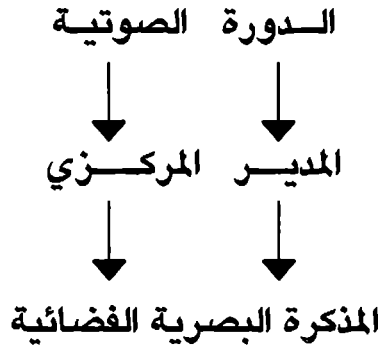 الدورة الصوتية
المدير المركزي
المذكرة البصرية الفضائية